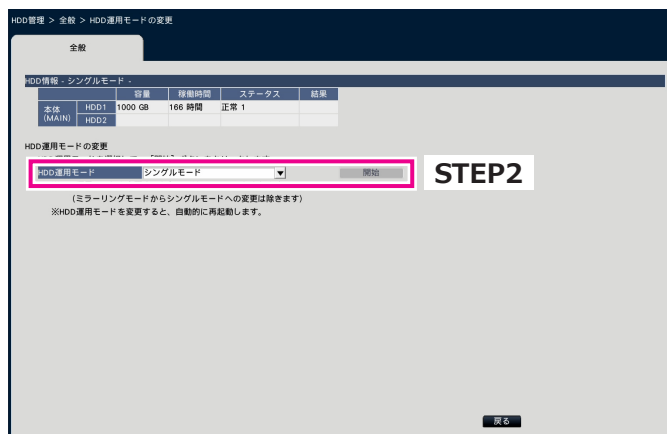 HDD管理 > 全般 > HDD運用モードの変更
全般
HDD情報 - シングルモード -
容量 稼働時間 ステータス 結果
本体 HDD1 1000 GB 166 時間 正常 1
(MAIN) HDD2
HDD運用モードの変更
HDD運用モード シングルモード 開始
STEP2
(ミラーリングモードからシングルモードへの変更は除きます)
※HDD運用モードを変更すると、自動的に再起動します。
戻る